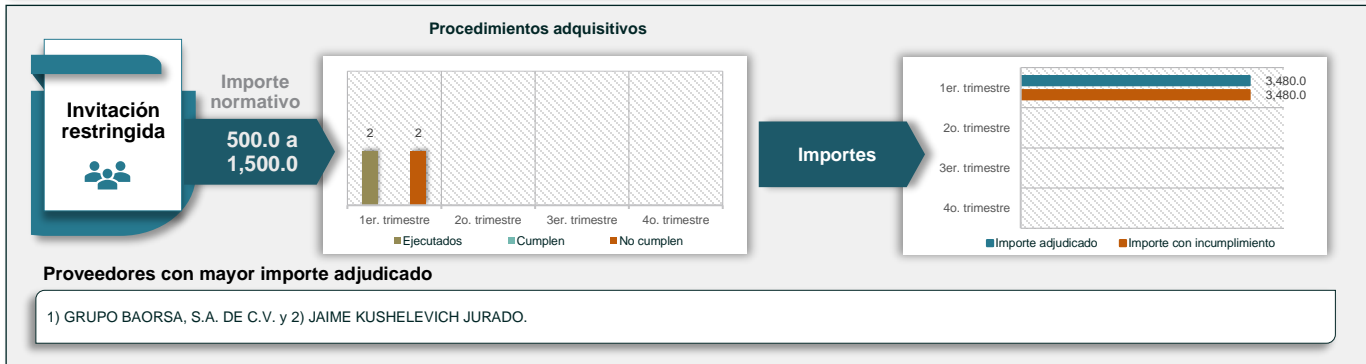 Procedimientos adquisitivos
Invitación
restringida
Importe
normativo
500.0 a
1,500.0
2
2
1er. trimestre
2o. trimestre
3er. trimestre
4o. trimestre
Ejecutados
Cumplen
No cumplen
Importes
1er. trimestre
3,480.0
3,480.0
2o. trimestre
3er. trimestre
4o. trimestre
Importe adjudicado
Importe con incumplimiento
Proveedores con mayor importe adjudicado
1) GRUPO BAORSA, S.A. DE C.V. y 2) JAIME KUSHELEVICH JURADO.